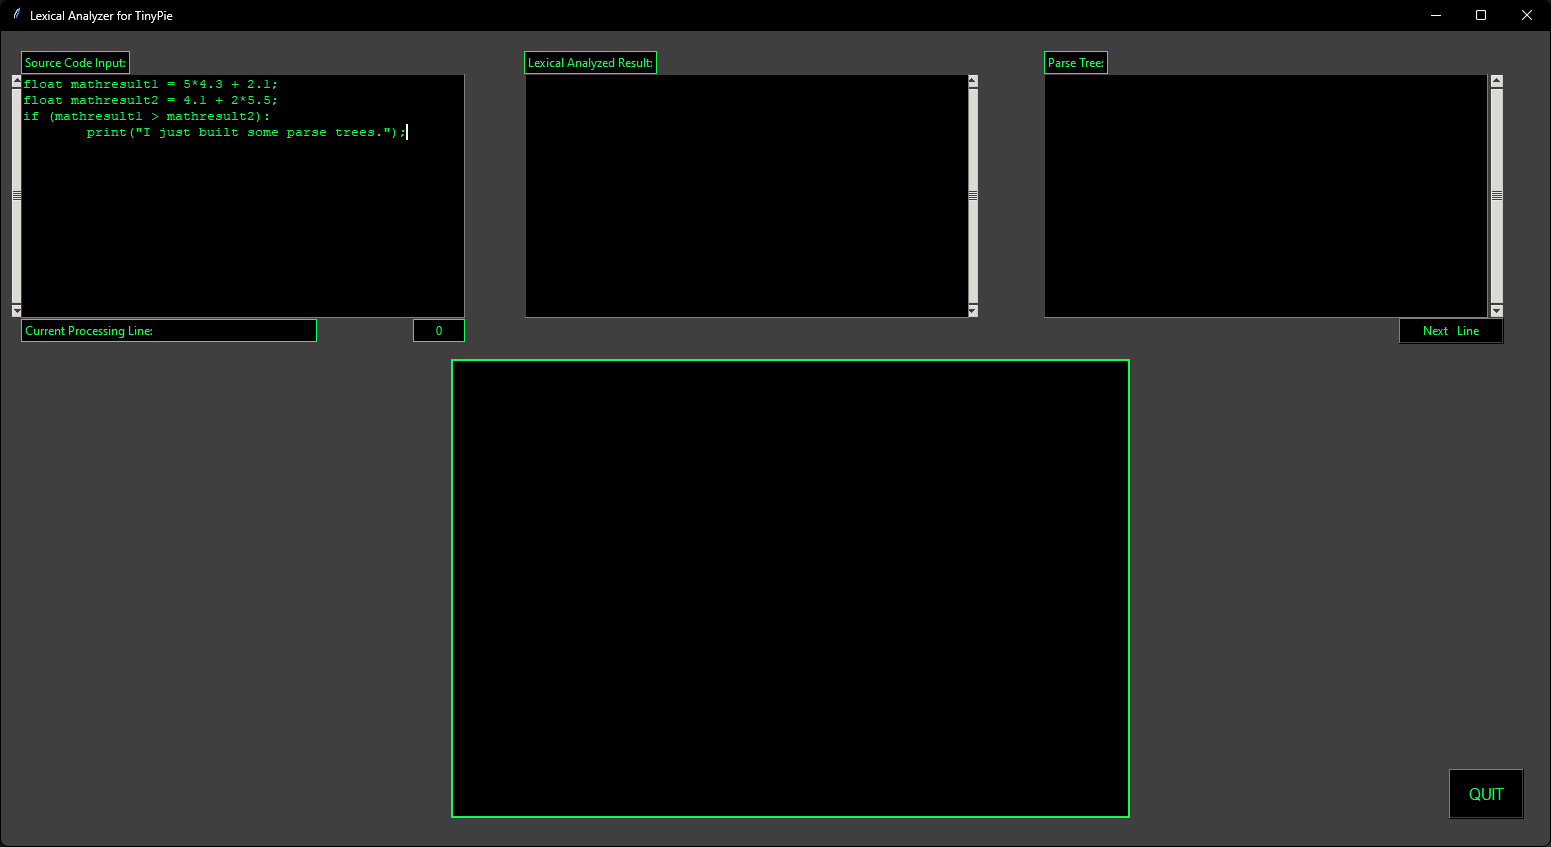 Lexical Analyzer for TinyPie
Source Code Input:
Lexical Analyzed Result:
Parse Tree:
float mathresult1 = 5*4.3 + 2.1;
float mathresult2 = 4.1 + 2*5.5;
if (mathresult1 > mathresult2):
        print("I just built some parse trees.");
Current Processing Line:
0
Next   Line
QUIT